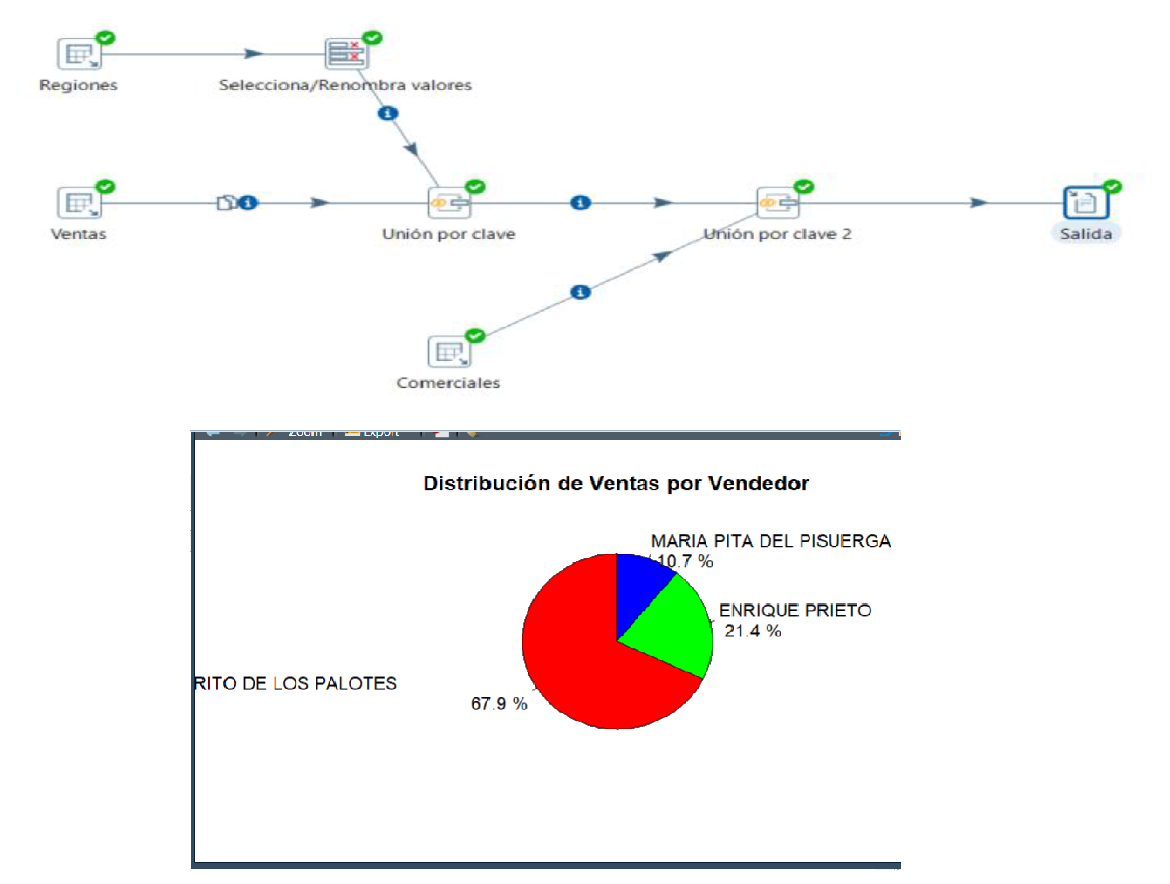 Regiones
Selecciona/Renombra valores
Ventas
Unión por clave
Unión por clave 2
Salida
Comerciales
Zoom Export
Distribución de Ventas por Vendedor
MARIA PITA DEL PISUERGA
10.7 %
ENRIQUE PRIETO
21.4 %
RITO DE LOS PALOTES
67.9 %